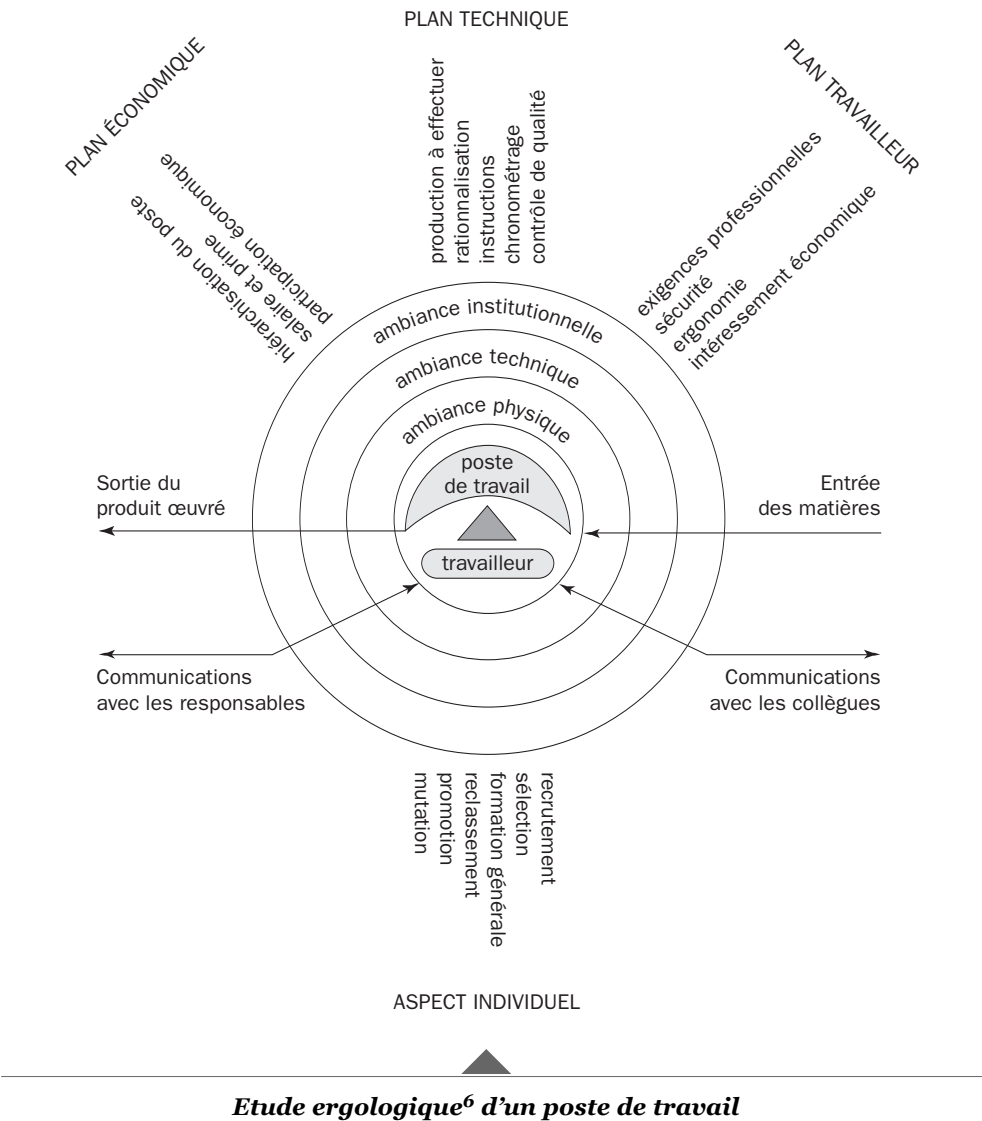 PLAN TECHNIQUE
PLAN ÉCONOMIQUE
PLAN TRAVAILLEUR
participation économique
salaire et prime
hiérarchisation du poste
production à effectuer
rationnalisation
instructions
chronométrage
contrôle de qualité
exigences professionnelles
sécurité
ergonomie
intéressement économique
ambiance institutionnelle
ambiance technique
ambiance physique
poste
de travail
travailleur
Sortie du
produit œuvré
Entrée
des matières
Communications
avec les responsables
Communications
avec les collègues
recrutement
sélection
formation générale
reclassement
promotion
mutation
ASPECT INDIVIDUEL
Etude ergologique⁶ d’un poste de travail